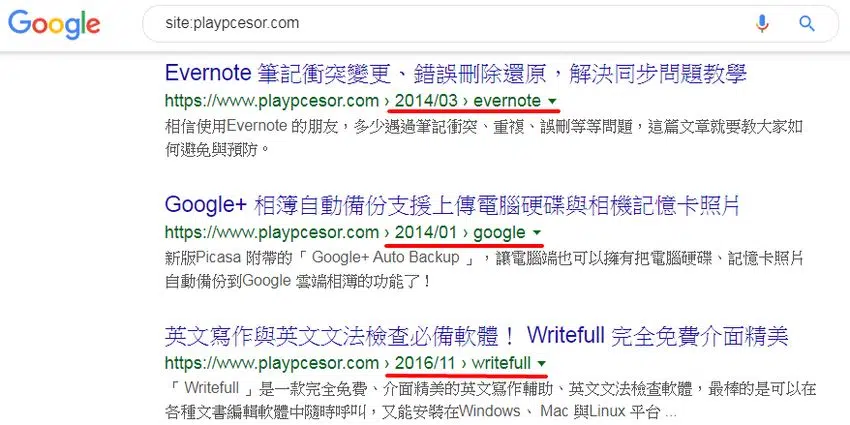 Google
site:playpcesor.com
Evernote 筆記衝突變更、錯誤刪除還原，解決同步問題教學
https://www.playpcesor.com › 2014/03 › evernote
相信使用Evernote 的朋友，多少遇過筆記衝突、重複、誤刪等等問題，這篇文章就要教大家如
何避免與預防。
Google+ 相簿自動備份支援上傳電腦硬碟與相機記憶卡照片
https://www.playpcesor.com › 2014/01 › google
新版Picasa 附帶的「 Google+ Auto Backup 」，讓電腦端也可以擁有把電腦硬碟、記憶卡照片
自動備份到Google 雲端相簿的功能了！
英文寫作與英文文法檢查必備軟體！ Writefull 完全免費介面精美
https://www.playpcesor.com › 2016/11 › writefull
「 Writefull 」是一款完全免費、介面精美的英文寫作輔助、英文文法檢查軟體，最棒的是可以在
各種文書編輯軟體中隨時呼叫，又能安裝在Windows、 Mac 與Linux 平台 ...